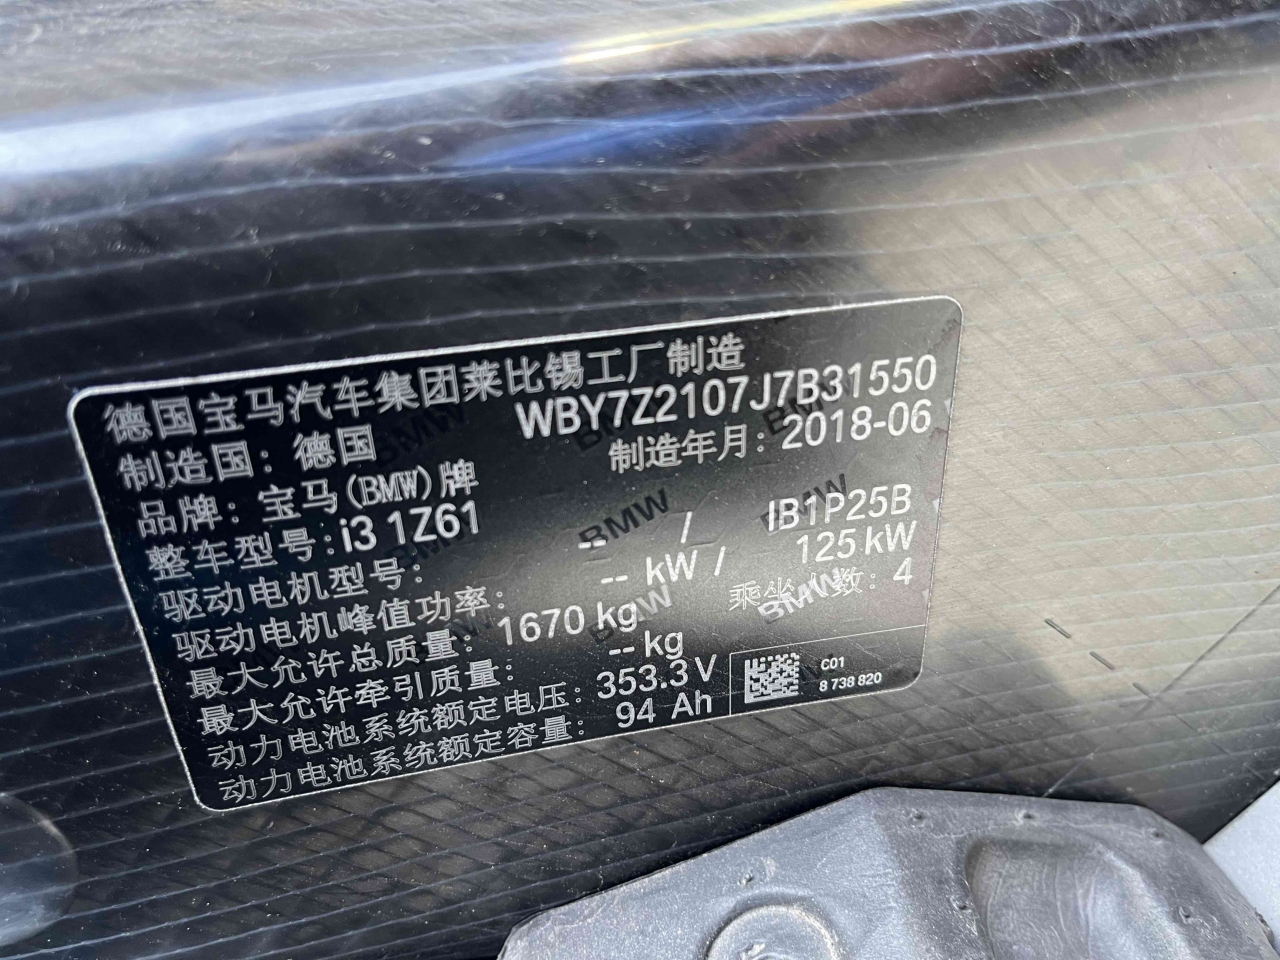 德国宝马汽车集团莱比锡工厂制造
制造国：德国 WBY7Z2107J7B31550
品牌：宝马(BMW)牌 制造年月：2018-06
整车型号：i3 1Z61
驱动电机型号： -- / IB1P25B
驱动电机峰值功率： -- kW / 125 kW
最大允许总质量： 1670 kg 乘坐人数：4
最大允许牵引质量： -- kg
动力电池系统额定电压：353.3V
动力电池系统额定容量： 94 Ah
C01
8 738 820